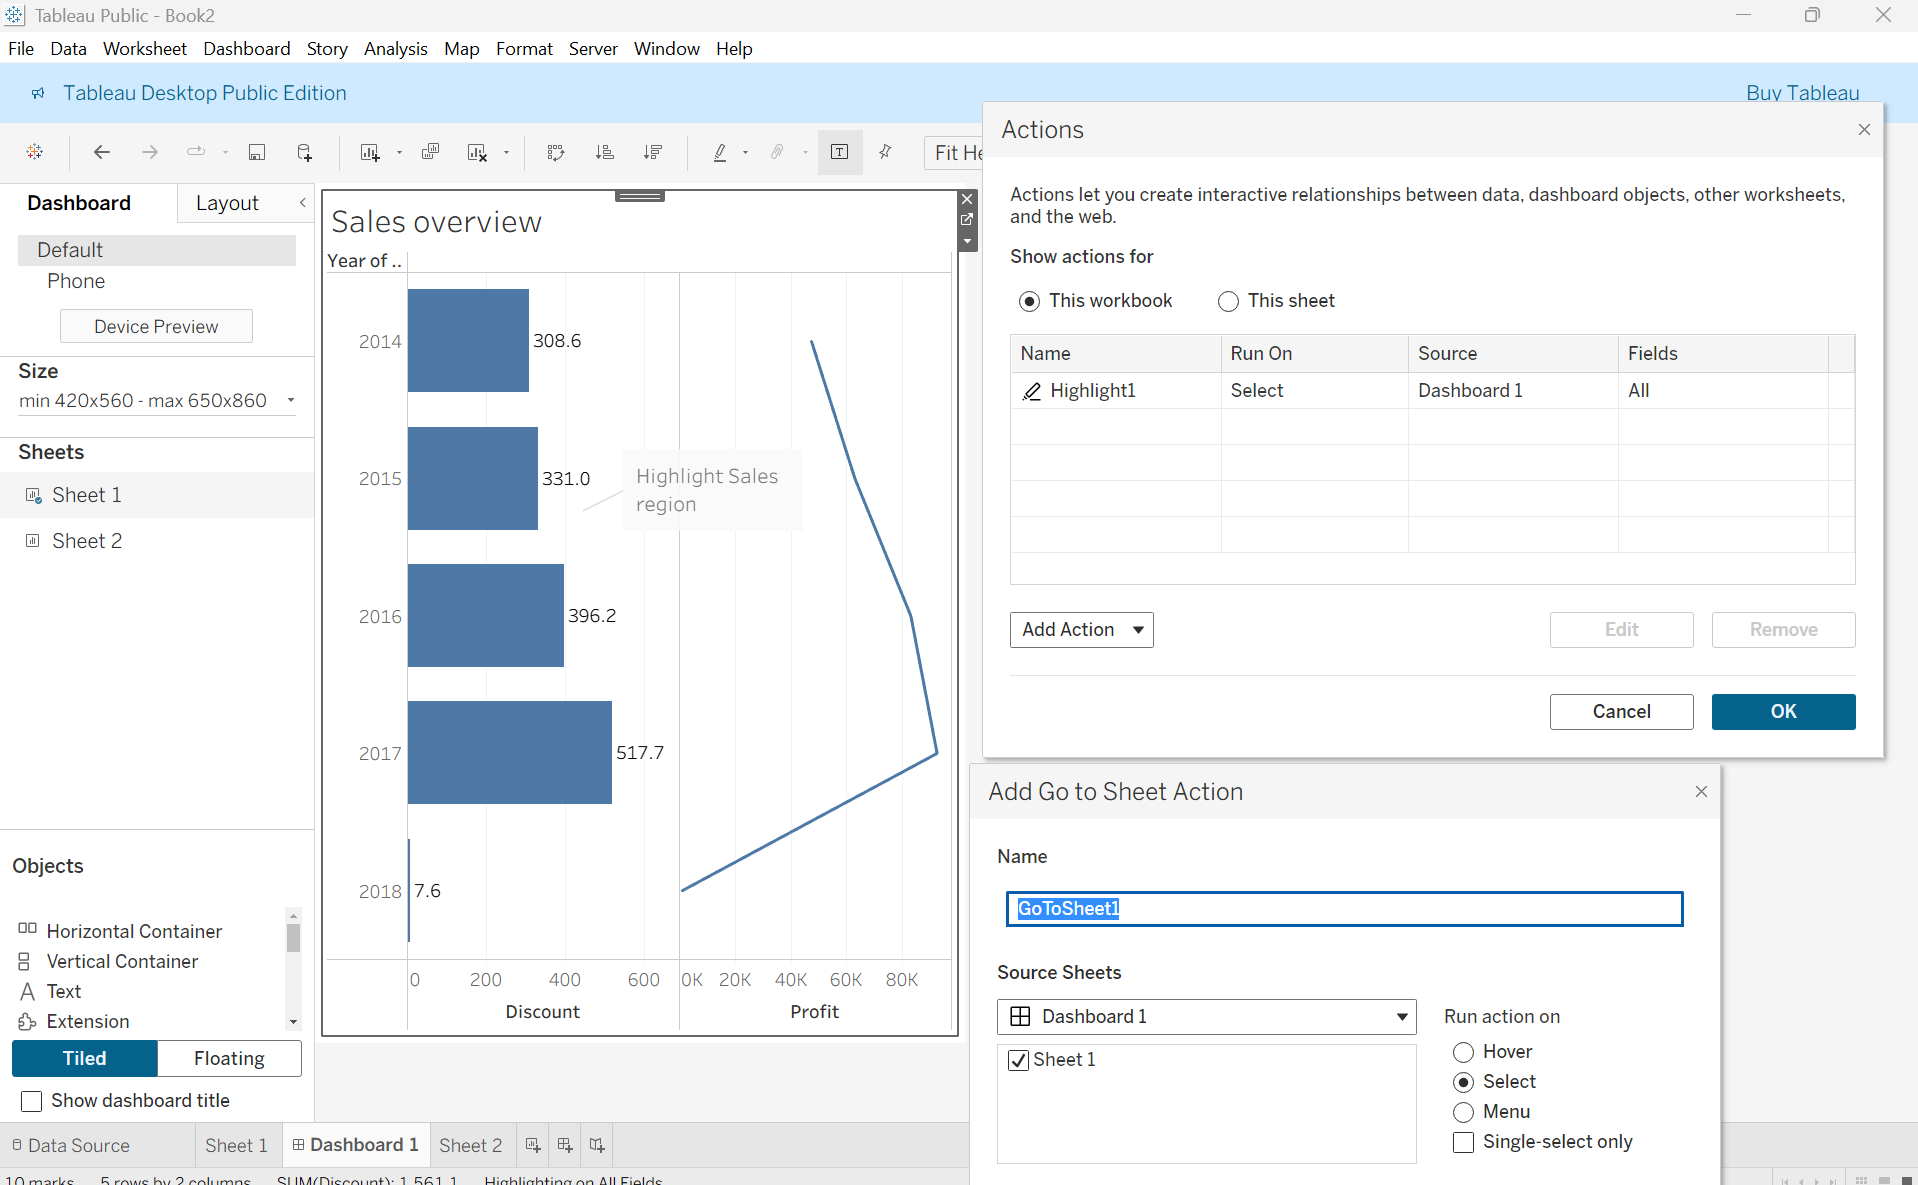 Tableau Public - Book2
File Data Worksheet Dashboard Story Analysis Map Format Server Window Help
Tableau Desktop Public Edition
Buy Tableau
Fit He
Dashboard
Layout
Default
Phone
Device Preview
Size
min 420x560 - max 650x860
Sheets
Sheet 1
Sheet 2
Objects
Horizontal Container
Vertical Container
Text
Extension
Tiled
Floating
Show dashboard title
Sales overview
Year of ..
2014
308.6
2015
331.0
Highlight Sales
region
2016
396.2
2017
517.7
2018
7.6
0 200 400 600
0K 20K 40K 60K 80K
Discount
Profit
Actions
Actions let you create interactive relationships between data, dashboard objects, other worksheets,
and the web.
Show actions for
This workbook
This sheet
Name Run On Source Fields
Highlight1 Select Dashboard 1 All
Add Action
Edit
Remove
Cancel
OK
Add Go to Sheet Action
Name
GoToSheet1
Source Sheets
Dashboard 1
Sheet 1
Run action on
Hover
Select
Menu
Single-select only
Data Source
Sheet 1
Dashboard 1
Sheet 2
10 marks 5 rows by 2 columns SUM(Discount): 1,561.1 Highlighting on All Fields